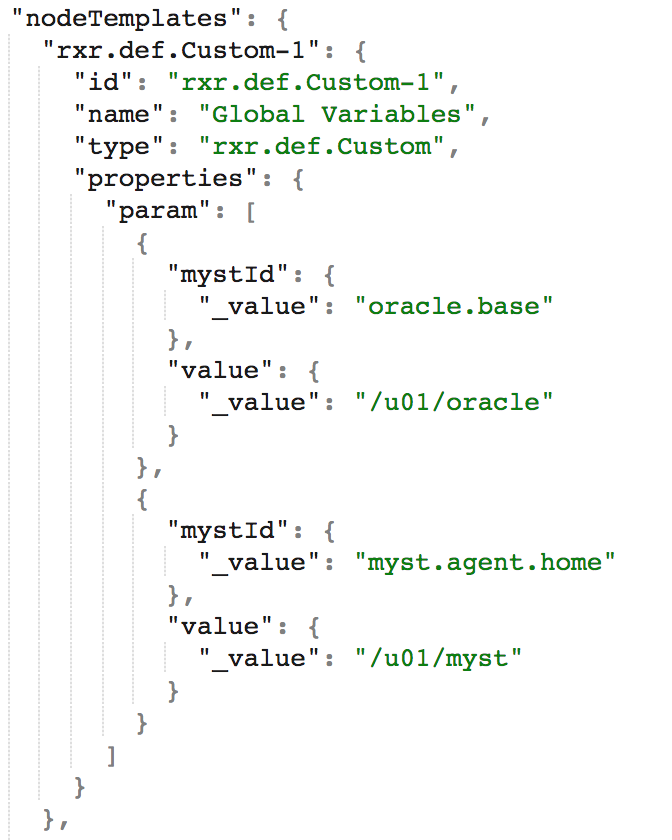 "nodeTemplates": {
  "rxr.def.Custom-1": {
    "id": "rxr.def.Custom-1",
    "name": "Global Variables",
    "type": "rxr.def.Custom",
    "properties": {
      "param": [
        {
          "mystId": {
            "_value": "oracle.base"
          },
          "value": {
            "_value": "/u01/oracle"
          }
        },
        {
          "mystId": {
            "_value": "myst.agent.home"
          },
          "value": {
            "_value": "/u01/myst"
          }
        }
      ]
    }
  },